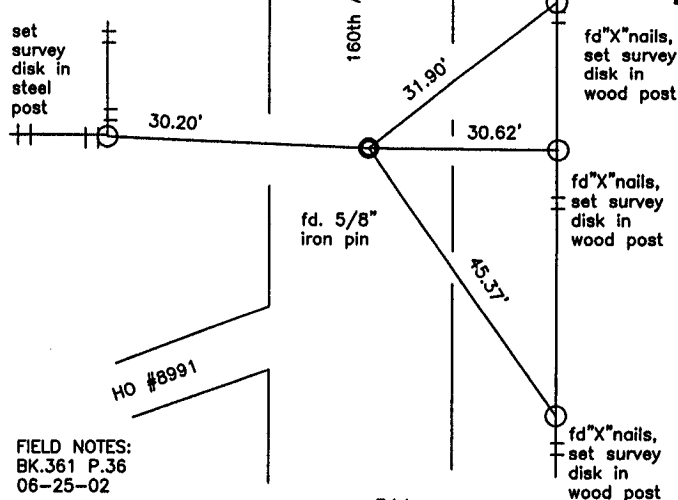 set
survey
disk in
steel
post
160th
fd"X"nails,
set survey
disk in
wood post
31.90'
30.20'
30.62'
fd"X"nails,
set survey
disk in
wood post
fd. 5/8"
iron pin
45.37'
HO #8991
FIELD NOTES:
BK.361 P.36
06-25-02
fd"X"nails,
set survey
disk in
wood post